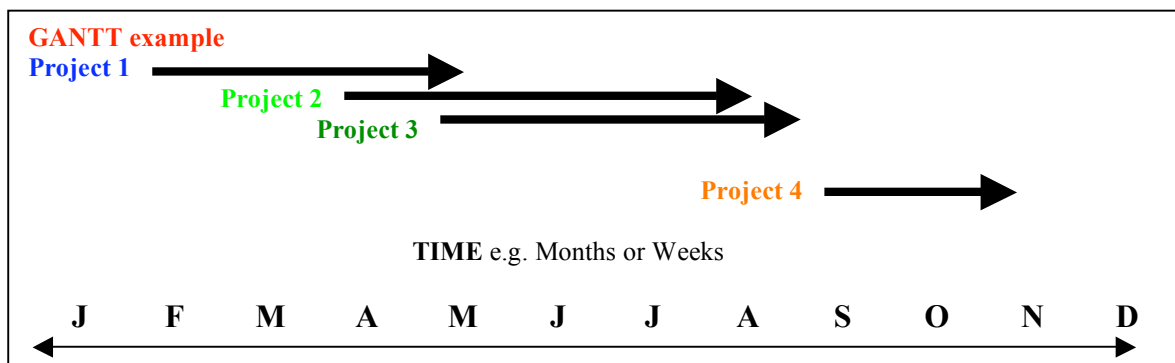 GANTT example
Project 1
Project 2
Project 3
Project 4
TIME e.g. Months or Weeks
J F M A M J J A S O N D